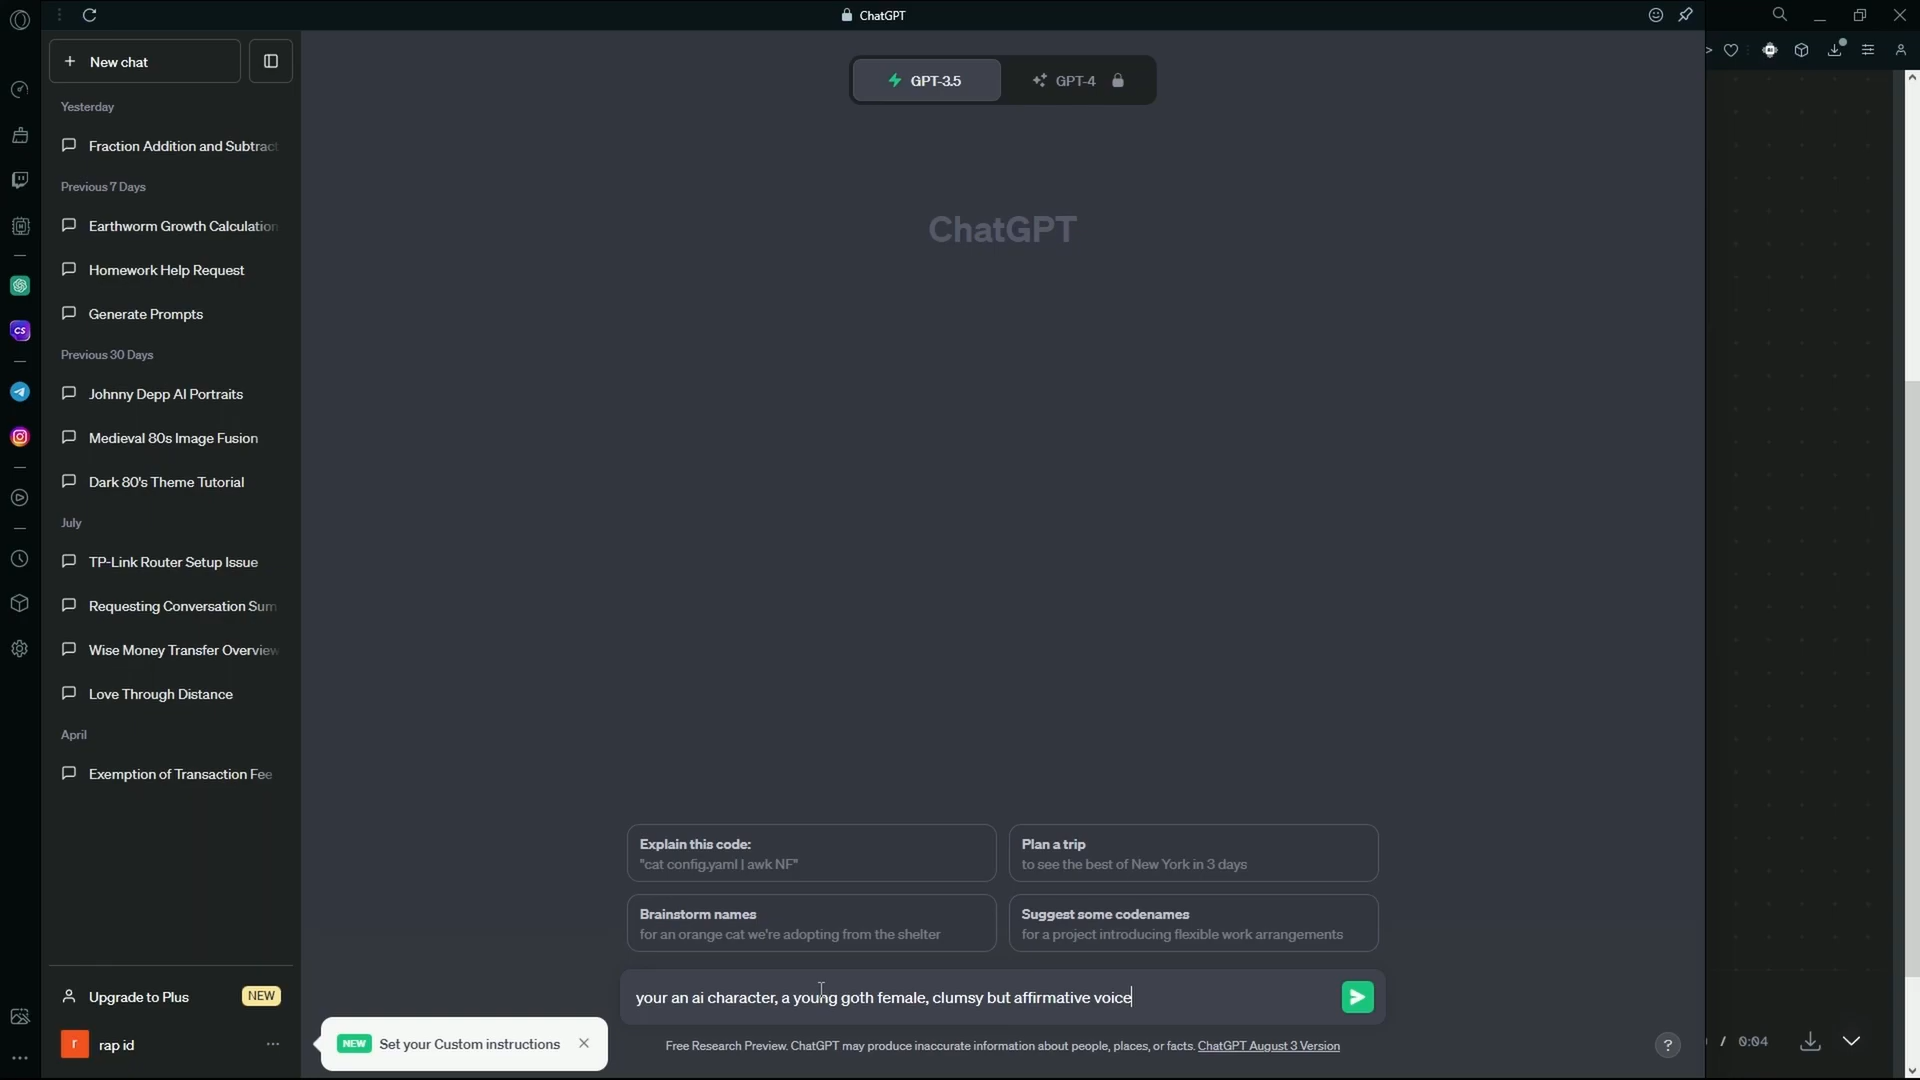 ChatGPT
New chat
GPT-3.5
GPT-4
Yesterday
Fraction Addition and Subtract
Previous 7 Days
Earthworm Growth Calculation
Homework Help Request
Generate Prompts
Previous 30 Days
Johnny Depp AI Portraits
Medieval 80s Image Fusion
Dark 80's Theme Tutorial
July
TP-Link Router Setup Issue
Requesting Conversation Sum
Wise Money Transfer Overview
Love Through Distance
April
Exemption of Transaction Fee
ChatGPT
Explain this code:
"cat config.yaml | awk NF"
Plan a trip
to see the best of New York in 3 days
Brainstorm names
for an orange cat we're adopting from the shelter
Suggest some codenames
for a project introducing flexible work arrangements
your an ai character, a young goth female, clumsy but affirmative voice
Upgrade to Plus
NEW
r
rap id
NEW Set your Custom instructions
Free Research Preview. ChatGPT may produce inaccurate information about people, places, or facts. ChatGPT August 3 Version
?
/ 0:04
CS